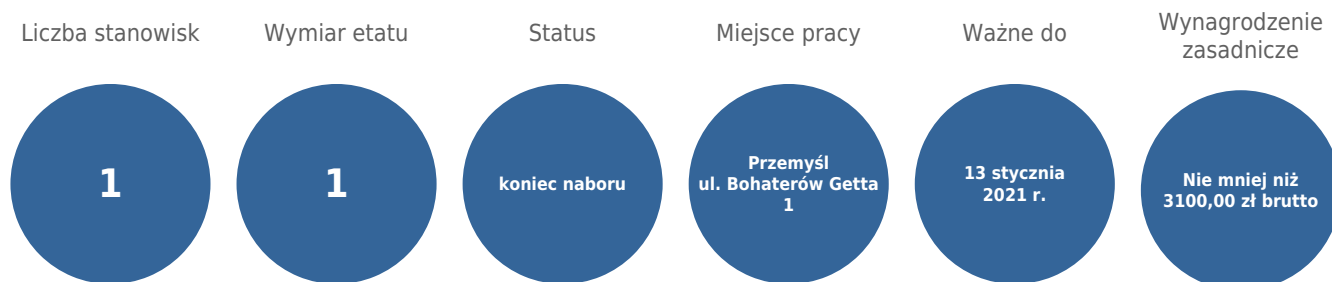 Liczba stanowisk
Wymiar etatu
Status
Miejsce pracy
Ważne do
Wynagrodzenie
zasadnicze
1
1
koniec naboru
Przemyśl
ul. Bohaterów Getta
1
13 stycznia
2021 r.
Nie mniej niż
3100,00 zł brutto